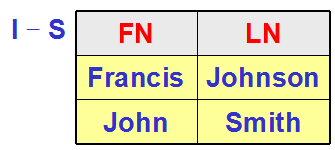 I – S FN LN
Francis Johnson
John Smith